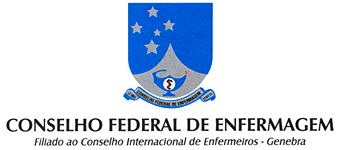 CONSELHO FEDERAL DE ENFERMAGEM
CONSELHO FEDERAL DE ENFERMAGEM
Filiado ao Conselho Internacional de Enfermeiros - Genebra